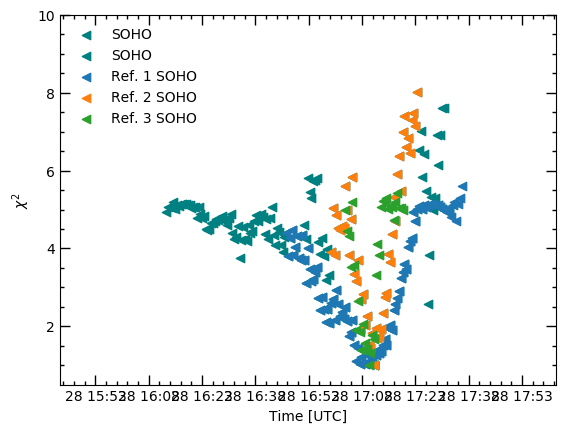 10
SOHO
SOHO
Ref. 1 SOHO
Ref. 2 SOHO
Ref. 3 SOHO
8
6
χ²
4
2
28 15:53 28 16:08 28 16:23 28 16:38 28 16:53 28 17:08 28 17:23 28 17:38 28 17:53
Time [UTC]